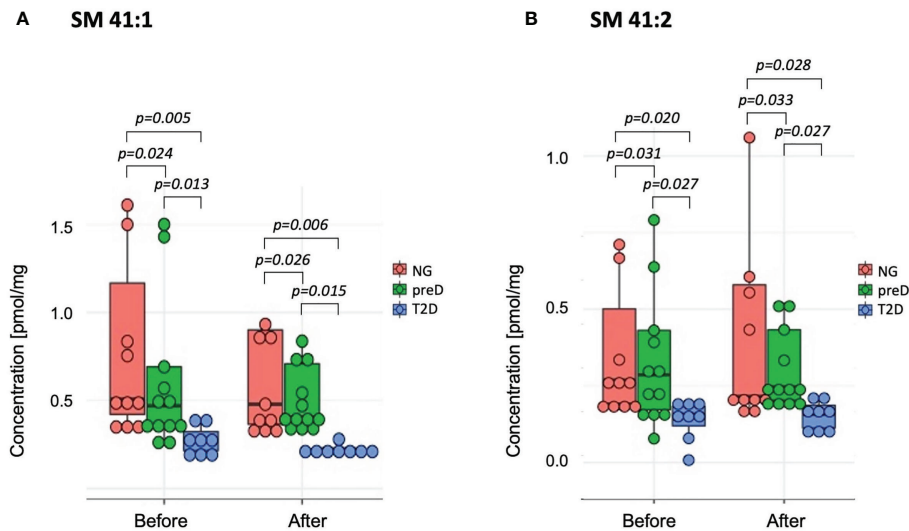 A SM 41:1
p=0.005
p=0.024
p=0.013
p=0.006
p=0.026
p=0.015
Concentration [pmol/mg]
1.5
1.0
0.5
Before After
NG
preD
T2D
B SM 41:2
p=0.028
p=0.033
p=0.027
p=0.020
p=0.031
p=0.027
Concentration [pmol/mg]
1.0
0.5
0.0
Before After
NG
preD
T2D